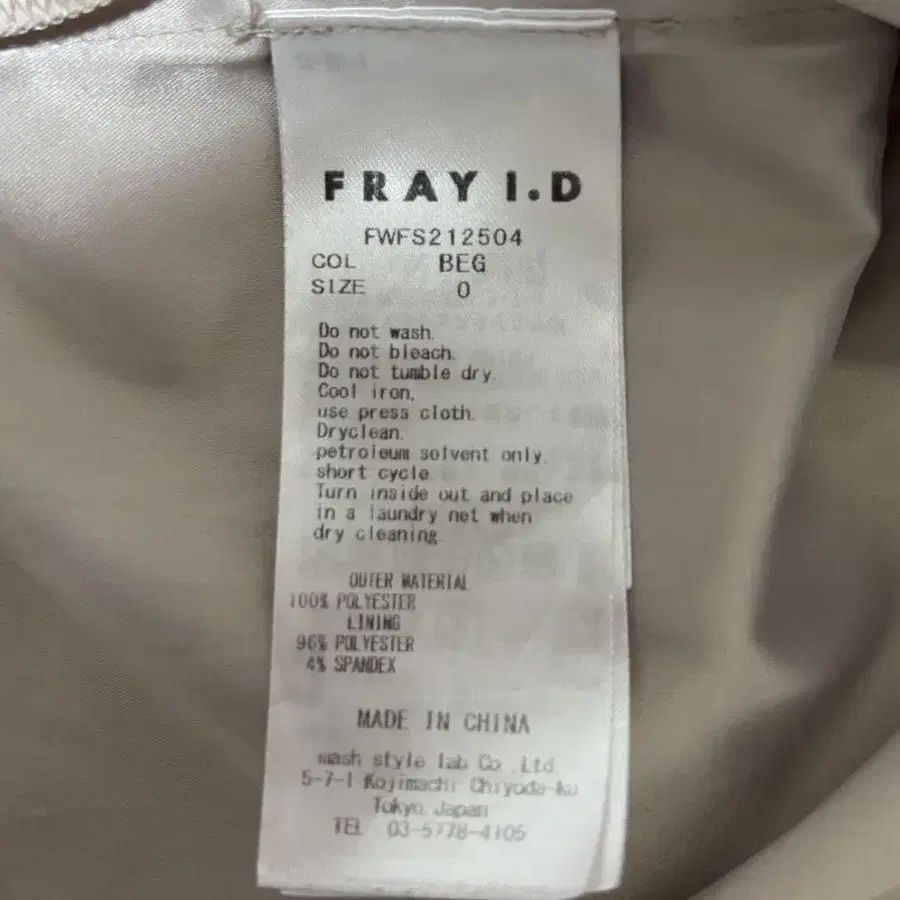 FRAY I.D
FWFS212504
COL BEG
SIZE 0
Do not wash.
Do not bleach.
Do not tumble dry.
Cool iron,
use press cloth.
Dryclean.
petroleum solvent only.
short cycle.
Turn inside out and place
in a laundry net when
dry cleaning.
OUTER MATERIAL
100% POLYESTER
LINING
96% POLYESTER
4% SPANDEX
MADE IN CHINA
mash style lab Co.,Ltd.
5-7-1 Kojimachi Chiyoda-ku
Tokyo Japan
TEL 03-5778-4105